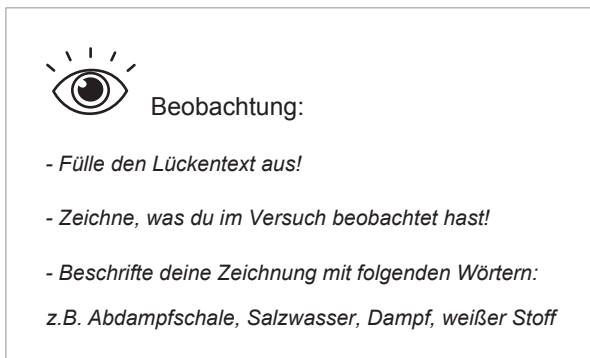 Beobachtung:
- Fülle den Lückentext aus!
- Zeichne, was du im Versuch beobachtet hast!
- Beschrifte deine Zeichnung mit folgenden Wörtern:
z.B. Abdampfschale, Salzwasser, Dampf, weißer Stoff